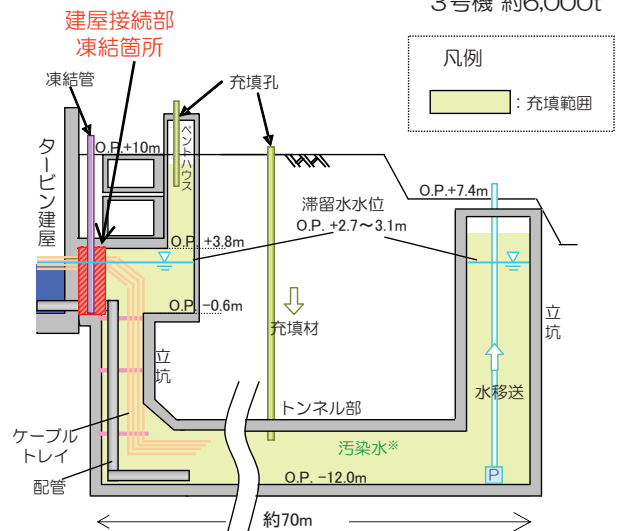 3号機 約6,000t
建屋接続部
凍結箇所
凡例
：充填範囲
凍結管
充填孔
ベントハウス
タービン建屋
O.P.+10m
O.P.+7.4m
滞留水水位
O.P. +2.7～3.1m
O.P. +3.8m
O.P. −0.6m
充填材
立坑
立坑
水移送
トンネル部
ケーブル
トレイ
汚染水※
配管
O.P. −12.0m
P
約70m